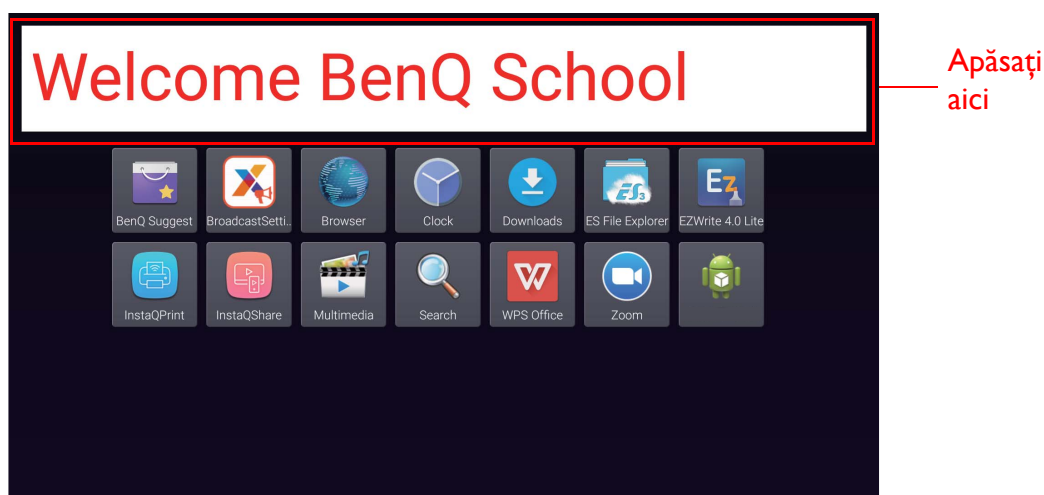 Welcome BenQ School
Apăsați
aici
BenQ Suggest
BroadcastSetti..
Browser
Clock
Downloads
ES File Explorer
EZWrite 4.0 Lite
InstaQPrint
InstaQShare
Multimedia
Search
WPS Office
Zoom